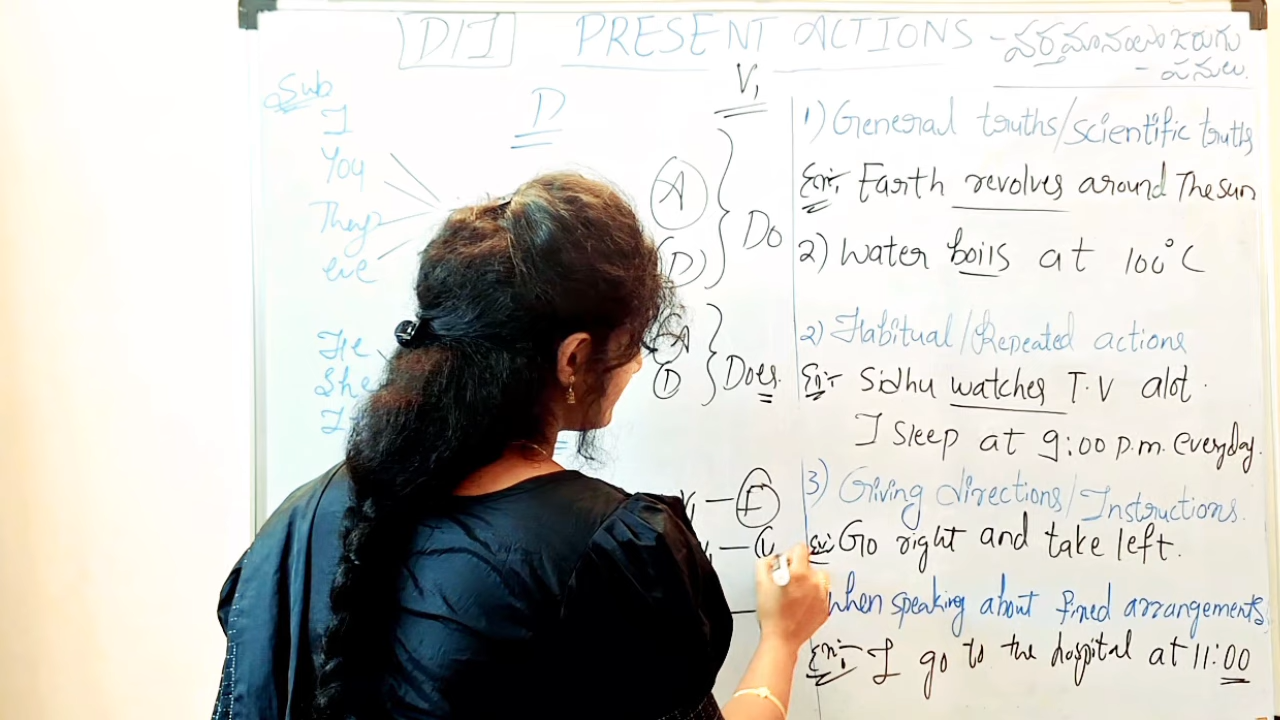 D/I PRESENT ACTIONS - వర్తమానంలో జరుగు
- పనులు.
Sub D V1
I
You
They
we
A
D
Do
He
She
A
D
Does
1) General truths/scientific truths
Ex:- Earth revolves around The sun
2) Water boils at 100°C
2) Habitual/Repeated actions
Ex:- Sidhu watches T.V alot.
I sleep at 9:00 p.m. everyday.
3) Giving directions/Instructions.
Ex:- Go right and take left.
when speaking about fixed arrangements
Ex:- I go to the hospital at 11:00